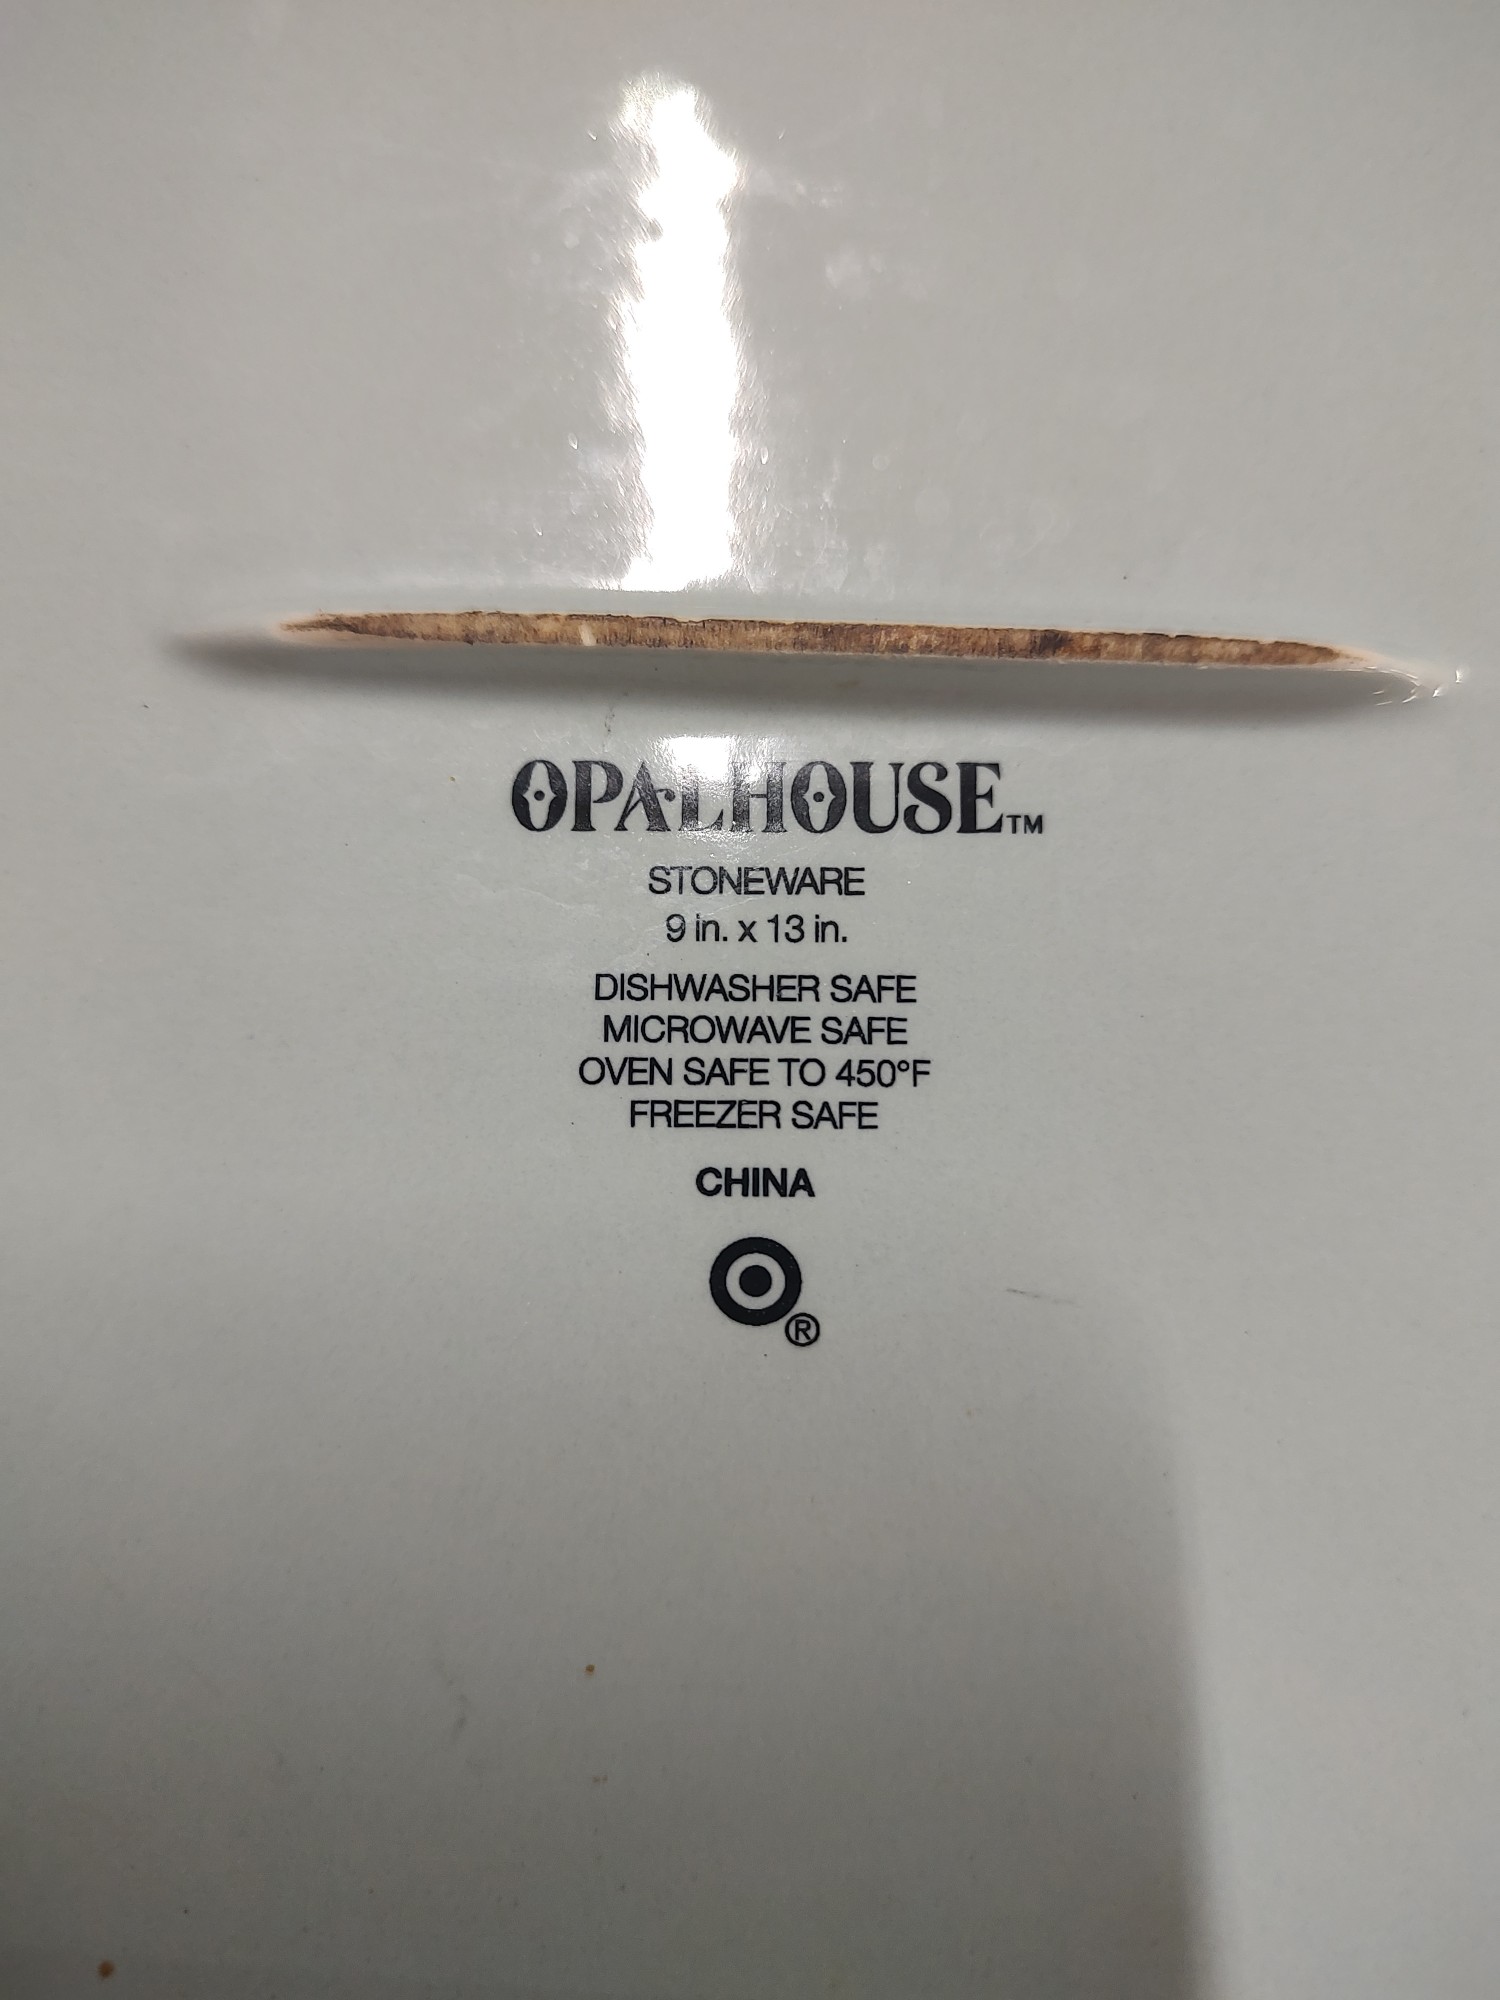 OPALHOUSE™
STONEWARE
9 in. x 13 in.
DISHWASHER SAFE
MICROWAVE SAFE
OVEN SAFE TO 450°F
FREEZER SAFE
CHINA
®